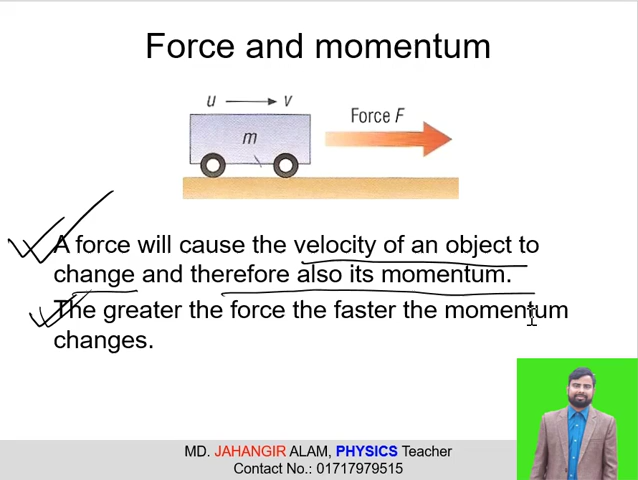 Force and momentum
u v
Force F
m
A force will cause the velocity of an object to
change and therefore also its momentum.
The greater the force the faster the momentum
changes.
MD. JAHANGIR ALAM, PHYSICS Teacher
Contact No.: 01717979515